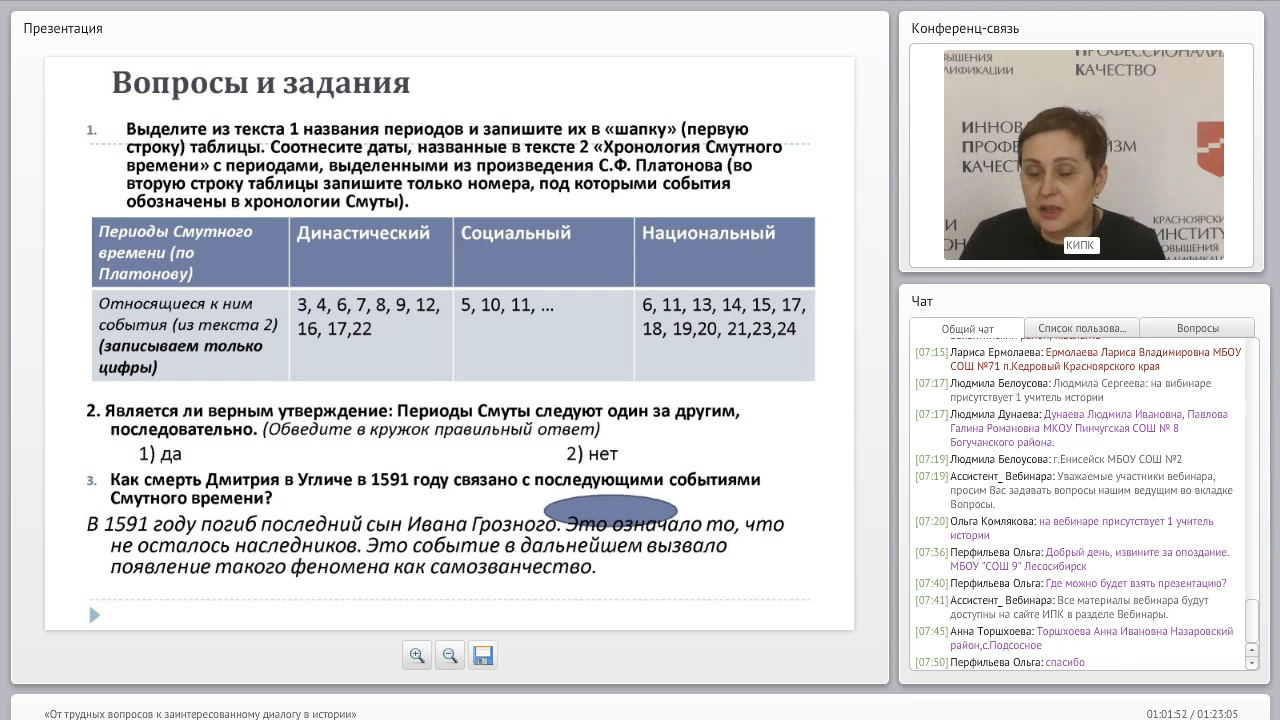 Презентация
Вопросы и задания
1. Выделите из текста 1 названия периодов и запишите их в «шапку» (первую
строку) таблицы. Соотнесите даты, названные в тексте 2 «Хронология Смутного
времени» с периодами, выделенными из произведения С.Ф. Платонова (во
вторую строку таблицы запишите только номера, под которыми события
обозначены в хронологии Смуты).
Периоды Смутного
времени (по
Платонову)
Династический
Социальный
Национальный
Относящиеся к ним
события (из текста 2)
(записываем только
цифры)
3, 4, 6, 7, 8, 9, 12,
16, 17,22
5, 10, 11, ...
6, 11, 13, 14, 15, 17,
18, 19,20, 21,23,24
2. Является ли верным утверждение: Периоды Смуты следуют один за другим,
последовательно. (Обведите в кружок правильный ответ)
1) да 2) нет
3. Как смерть Дмитрия в Угличе в 1591 году связано с последующими событиями
Смутного времени?
В 1591 году погиб последний сын Ивана Грозного. Это означало то, что
не осталось наследников. Это событие в дальнейшем вызвало
появление такого феномена как самозванчество.
Конференц-связь
ПРОФЕССИОНАЛИ
КАЧЕСТВО
КАЧЕСТ
КРАСНОЯРСКИ
ИНСТИТУ
КИПК
Чат
Общий чат
Список пользова...
Вопросы
[07:15] Лариса Ермолаева: Ермолаева Лариса Владимировна МБОУ
СОШ №71 п.Кедровый Красноярского края
[07:17] Людмила Белоусова: Людмила Сергеева: на вибинаре
присутствует 1 учитель истории
[07:17] Людмила Дунаева: Дунаева Людмила Ивановна, Павлова
Галина Романовна МКОУ Пинчугская СОШ № 8
Богучанского района.
[07:19] Людмила Белоусова: г.Енисейск МБОУ СОШ №2
[07:19] Ассистент_ Вебинара: Уважаемые участники вебинара,
просим Вас задавать вопросы нашим ведущим во вкладке
Вопросы.
[07:20] Ольга Комлякова: на вебинаре присутствует 1 учитель
истории
[07:36] Перфильева Ольга: Добрый день, извините за опоздание.
МБОУ "СОШ 9" Лесосибирск
[07:40] Перфильева Ольга: Где можно будет взять презентацию?
[07:41] Ассистент_ Вебинара: Все материалы вебинара будут
доступны на сайте ИПК в разделе Вебинары.
[07:45] Анна Торшхоева: Торшхоева Анна Ивановна Назаровский
район,с.Подсосное
[07:50] Перфильева Ольга: спасибо
«От трудных вопросов к заинтересованному диалогу в истории»
01:01:52 / 01:23:05